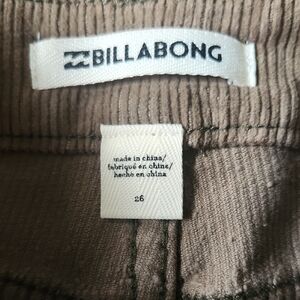 BILLABONG
made in china/
fabriqué en chine/
hecho en china
26